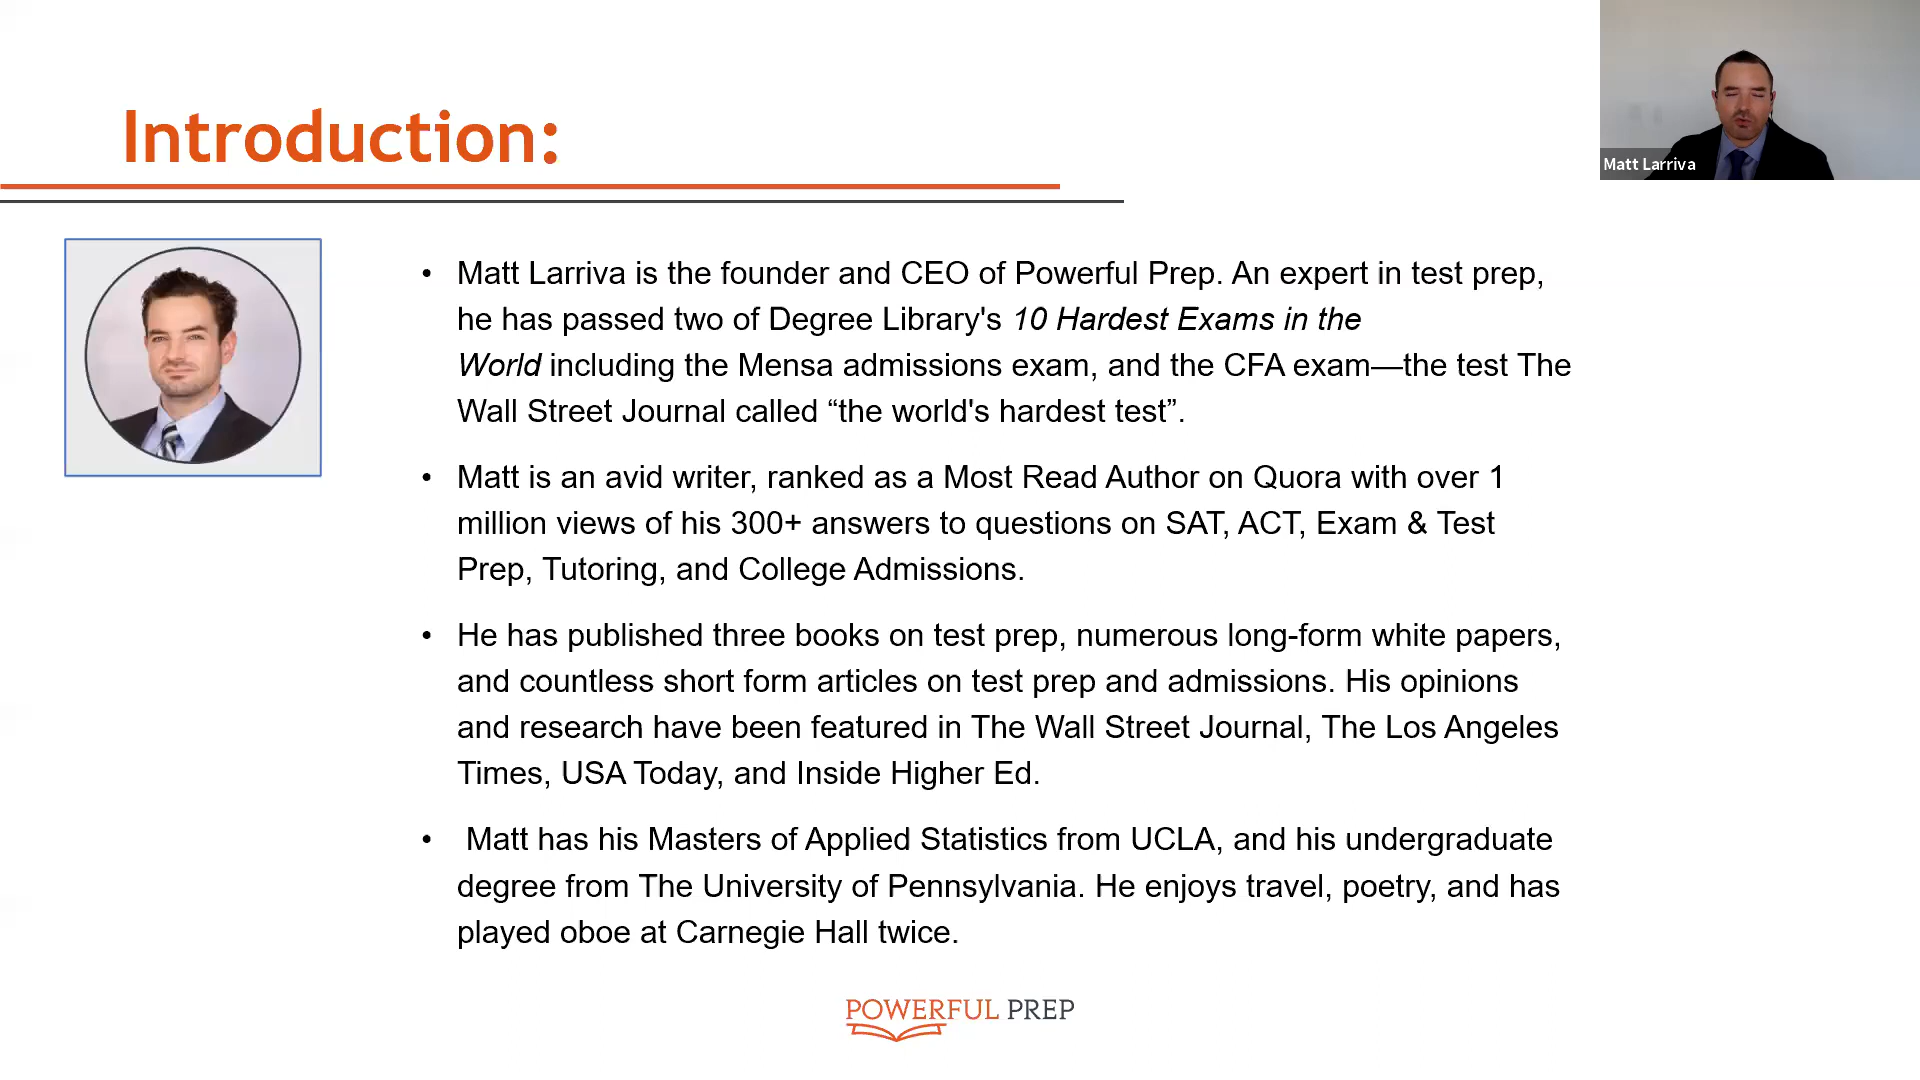 Introduction:
Matt Larriva
• Matt Larriva is the founder and CEO of Powerful Prep. An expert in test prep,
he has passed two of Degree Library's 10 Hardest Exams in the
World including the Mensa admissions exam, and the CFA exam—the test The
Wall Street Journal called “the world's hardest test”.
• Matt is an avid writer, ranked as a Most Read Author on Quora with over 1
million views of his 300+ answers to questions on SAT, ACT, Exam & Test
Prep, Tutoring, and College Admissions.
• He has published three books on test prep, numerous long-form white papers,
and countless short form articles on test prep and admissions. His opinions
and research have been featured in The Wall Street Journal, The Los Angeles
Times, USA Today, and Inside Higher Ed.
• Matt has his Masters of Applied Statistics from UCLA, and his undergraduate
degree from The University of Pennsylvania. He enjoys travel, poetry, and has
played oboe at Carnegie Hall twice.
POWERFUL PREP